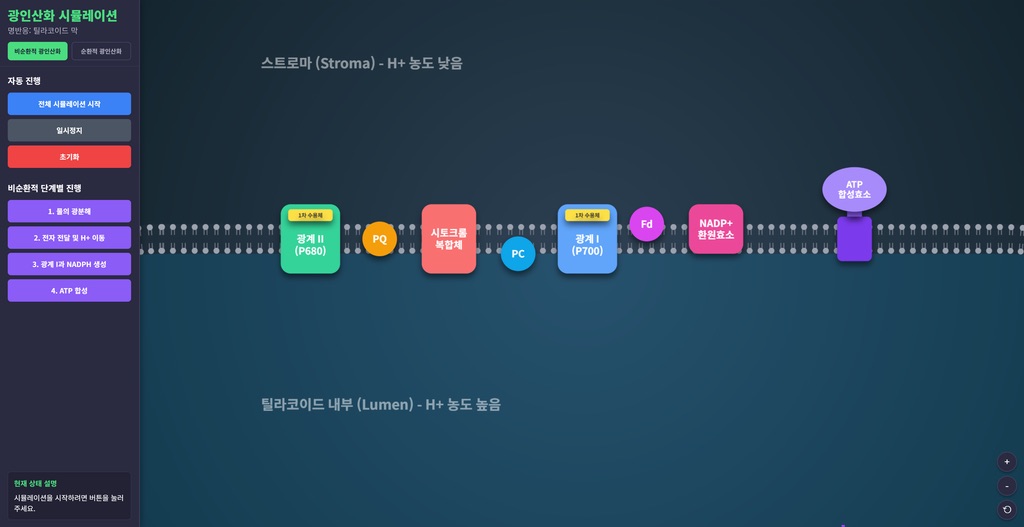 광인산화 시뮬레이션
명반응: 틸라코이드 막
비순환적 광인산화
순환적 광인산화
자동 진행
전체 시뮬레이션 시작
일시정지
초기화
비순환적 단계별 진행
1. 물의 광분해
2. 전자 전달 및 H+ 이동
3. 광계 I과 NADPH 생성
4. ATP 합성
현재 상태 설명
시뮬레이션을 시작하려면 버튼을 눌러
주세요.
스트로마 (Stroma) - H+ 농도 낮음
1차 수용체
광계 II
(P680)
PQ
시토크롬
복합체
PC
1차 수용체
광계 I
(P700)
Fd
NADP+
환원효소
ATP
합성효소
틸라코이드 내부 (Lumen) - H+ 농도 높음
+
-